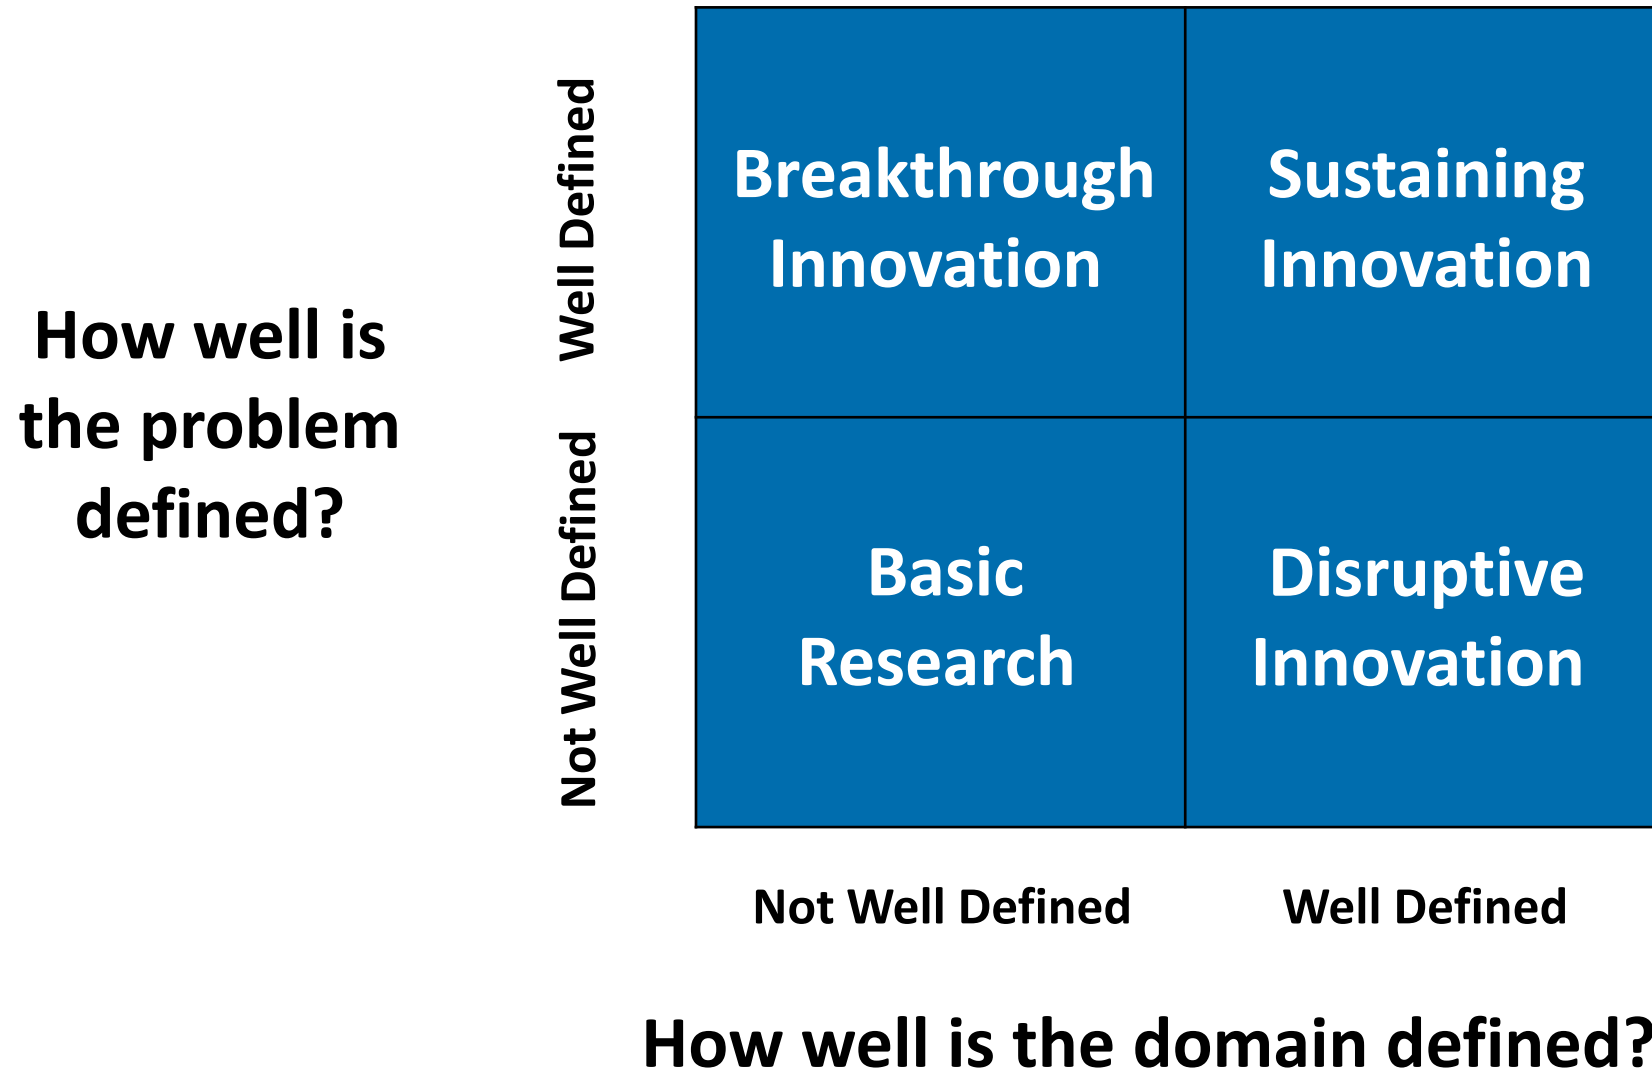 How well is
the problem
defined?
Well Defined
Not Well Defined
Breakthrough
Innovation
Sustaining
Innovation
Basic
Research
Disruptive
Innovation
Not Well Defined
Well Defined
How well is the domain defined?